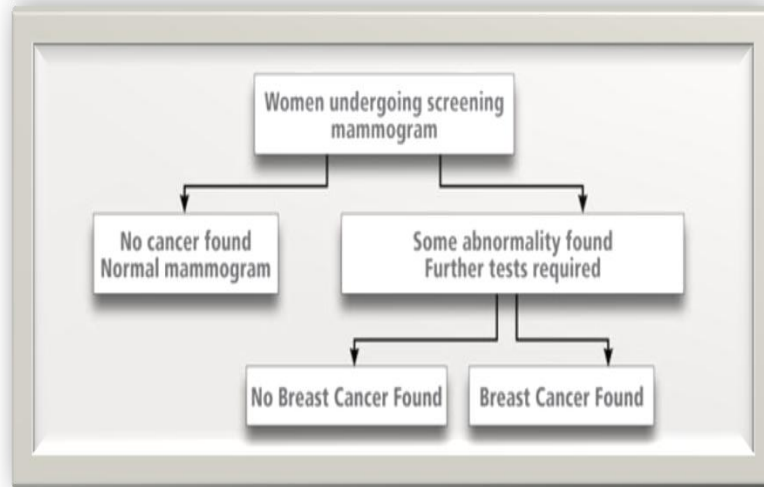 Women undergoing screening
mammogram
No cancer found
Normal mammogram
Some abnormality found
Further tests required
No Breast Cancer Found
Breast Cancer Found